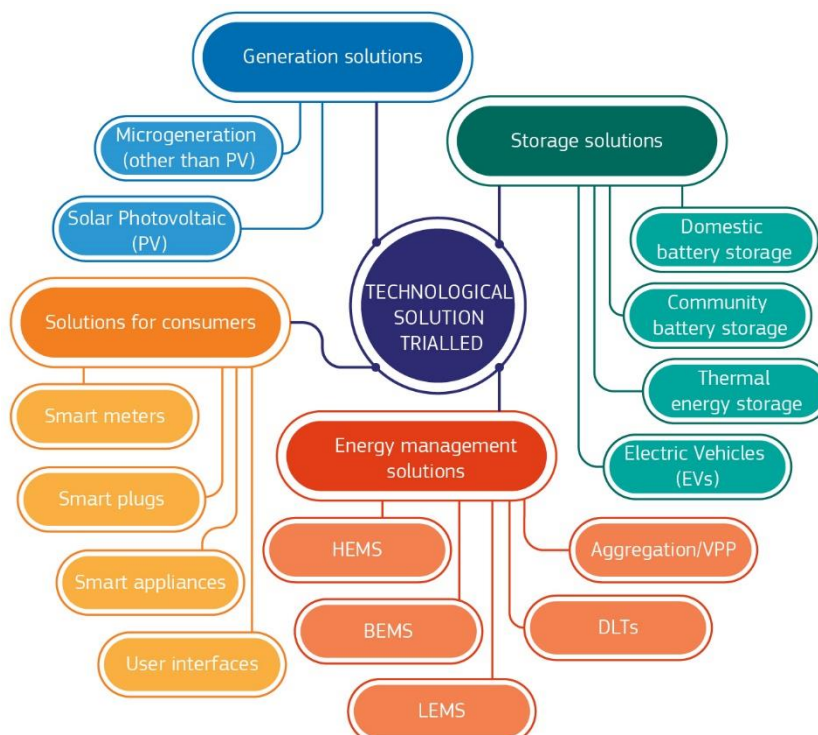 Generation solutions
Microgeneration
(other than PV)
Solar Photovoltaic
(PV)
Storage solutions
Domestic
battery storage
Community
battery storage
Thermal
energy storage
Electric Vehicles
(EVs)
TECHNOLOGICAL
SOLUTION
TRIALLED
Solutions for consumers
Smart meters
Smart plugs
Smart appliances
User interfaces
Energy management
solutions
HEMS
BEMS
LEMS
Aggregation/VPP
DLTs